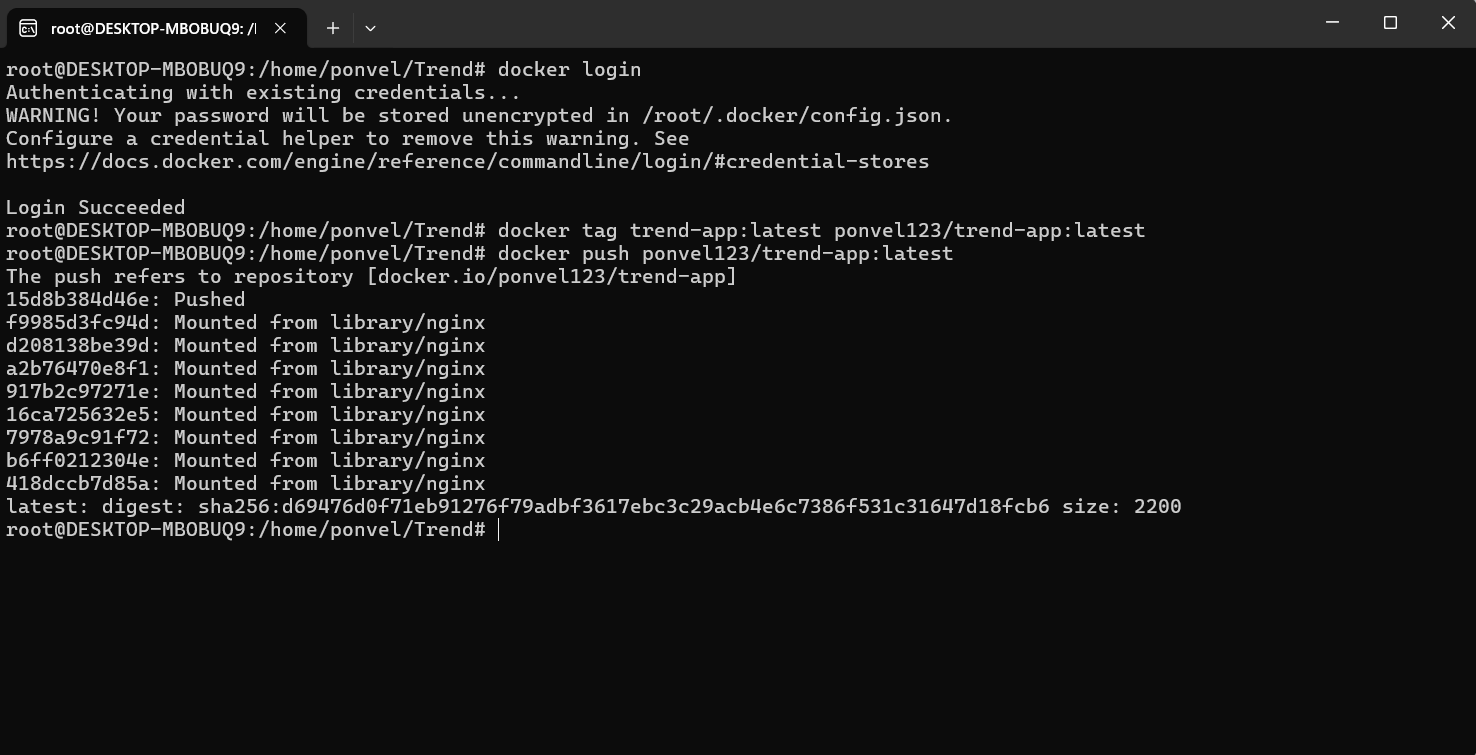 root@DESKTOP-MBOBUQ9: /
root@DESKTOP-MBOBUQ9:/home/ponvel/Trend# docker login
Authenticating with existing credentials...
WARNING! Your password will be stored unencrypted in /root/.docker/config.json.
Configure a credential helper to remove this warning. See
https://docs.docker.com/engine/reference/commandline/login/#credential-stores

Login Succeeded
root@DESKTOP-MBOBUQ9:/home/ponvel/Trend# docker tag trend-app:latest ponvel123/trend-app:latest
root@DESKTOP-MBOBUQ9:/home/ponvel/Trend# docker push ponvel123/trend-app:latest
The push refers to repository [docker.io/ponvel123/trend-app]
15d8b384d46e: Pushed
f9985d3fc94d: Mounted from library/nginx
d208138be39d: Mounted from library/nginx
a2b76470e8f1: Mounted from library/nginx
917b2c97271e: Mounted from library/nginx
16ca725632e5: Mounted from library/nginx
7978a9c91f72: Mounted from library/nginx
b6ff0212304e: Mounted from library/nginx
418dccb7d85a: Mounted from library/nginx
latest: digest: sha256:d69476d0f71eb91276f79adbf3617ebc3c29acb4e6c7386f531c31647d18fcb6 size: 2200
root@DESKTOP-MBOBUQ9:/home/ponvel/Trend#